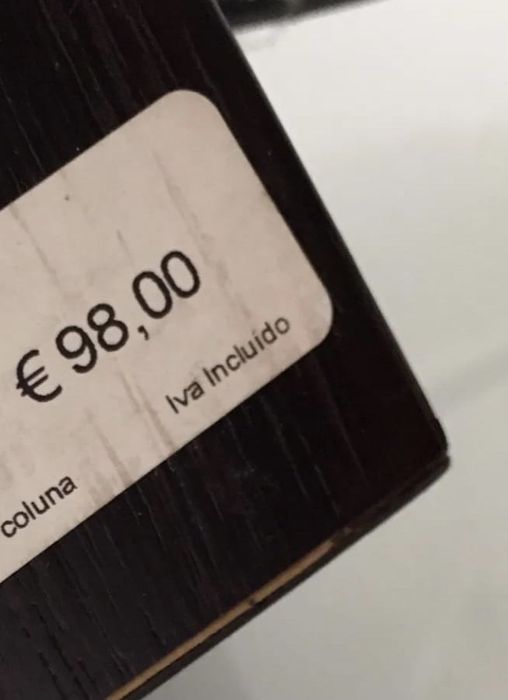 € 98,00
Iva Incluído
coluna